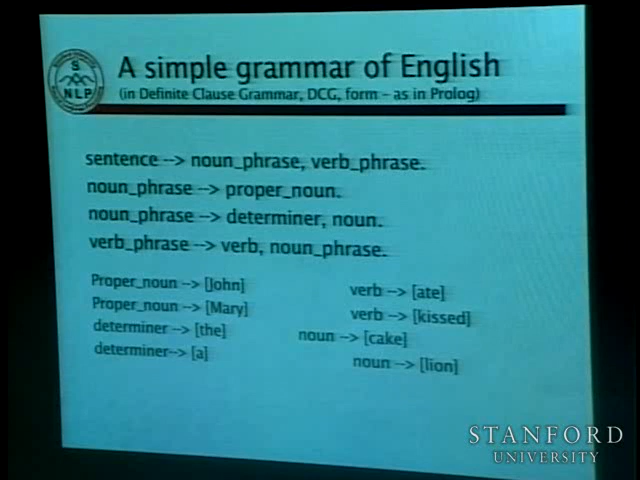 A simple grammar of English
(in Definite Clause Grammar, DCG, form – as in Prolog)
S
NLP
sentence --> noun_phrase, verb_phrase.
noun_phrase --> proper_noun.
noun_phrase --> determiner, noun.
verb_phrase --> verb, noun_phrase.
Proper_noun --> [John]
Proper_noun --> [Mary]
determiner --> [the]
determiner--> [a]
verb --> [ate]
verb --> [kissed]
noun --> [cake]
noun --> [lion]
STANFORD
UNIVERSITY